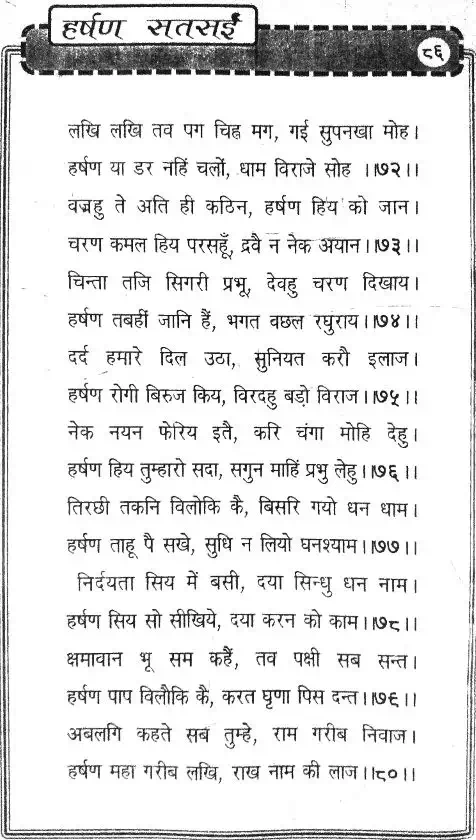 हर्षण सतसई
८६
लखि लखि तव पग चिह्न मग, गई सुपनखा मोह।
हर्षण या डर नहिं चलों, धाम विराजे सोह ।।७२।।
वज्रहु ते अति ही कठिन, हर्षण हिय को जान।
चरण कमल हिय परसहूँ, द्रवै न नेक अयान।।७३।।
चिन्ता तजि सिगरी प्रभू, देवहु चरण दिखाय।
हर्षण तबहीं जानि हैं, भगत वछल रघुराय।।७४।।
दर्द हमारे दिल उठा, सुनियत करौ इलाज।
हर्षण रोगी बिरुज किय, विरदहु बड़ो विराज।।७५।।
नेक नयन फेरिय इतै, करि चंगा मोहि देहु।
हर्षण हिय तुम्हारो सदा, सगुन माहिं प्रभु लेहु।।७६।।
तिरछी तकनि विलोकि कै, बिसरि गयो धन धाम।
हर्षण ताहू पै सखे, सुधि न लियो घनश्याम।।७७।।
निर्दयता सिय में बसी, दया सिन्धु धन नाम।
हर्षण सिय सो सीखिये, दया करन को काम।।७८।।
क्षमावान भू सम कहैं, तव पक्षी सब सन्त।
हर्षण पाप विलौकि कै, करत घृणा पिस दन्त।।७९।।
अबलगि कहते सब तुम्हे, राम गरीब निवाज।
हर्षण महा गरीब लखि, राख नाम की लाज।।८०।।